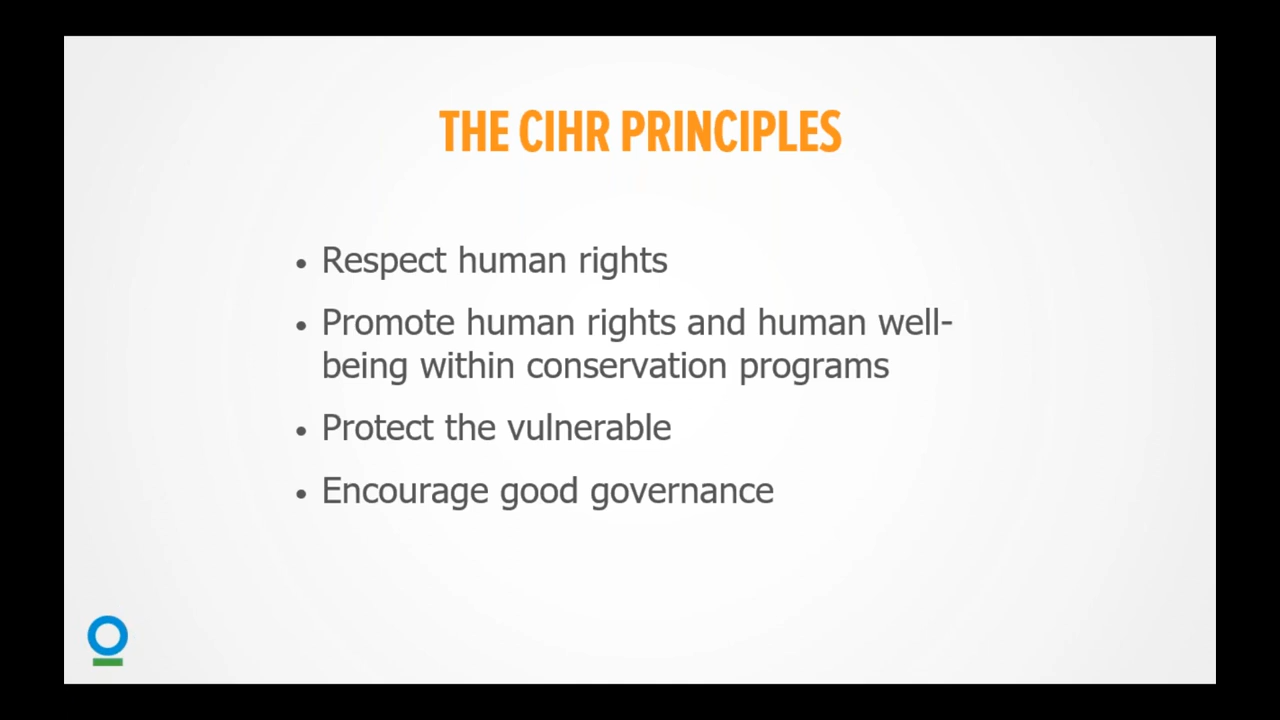 THE CIHR PRINCIPLES
• Respect human rights
• Promote human rights and human well-
being within conservation programs
• Protect the vulnerable
• Encourage good governance